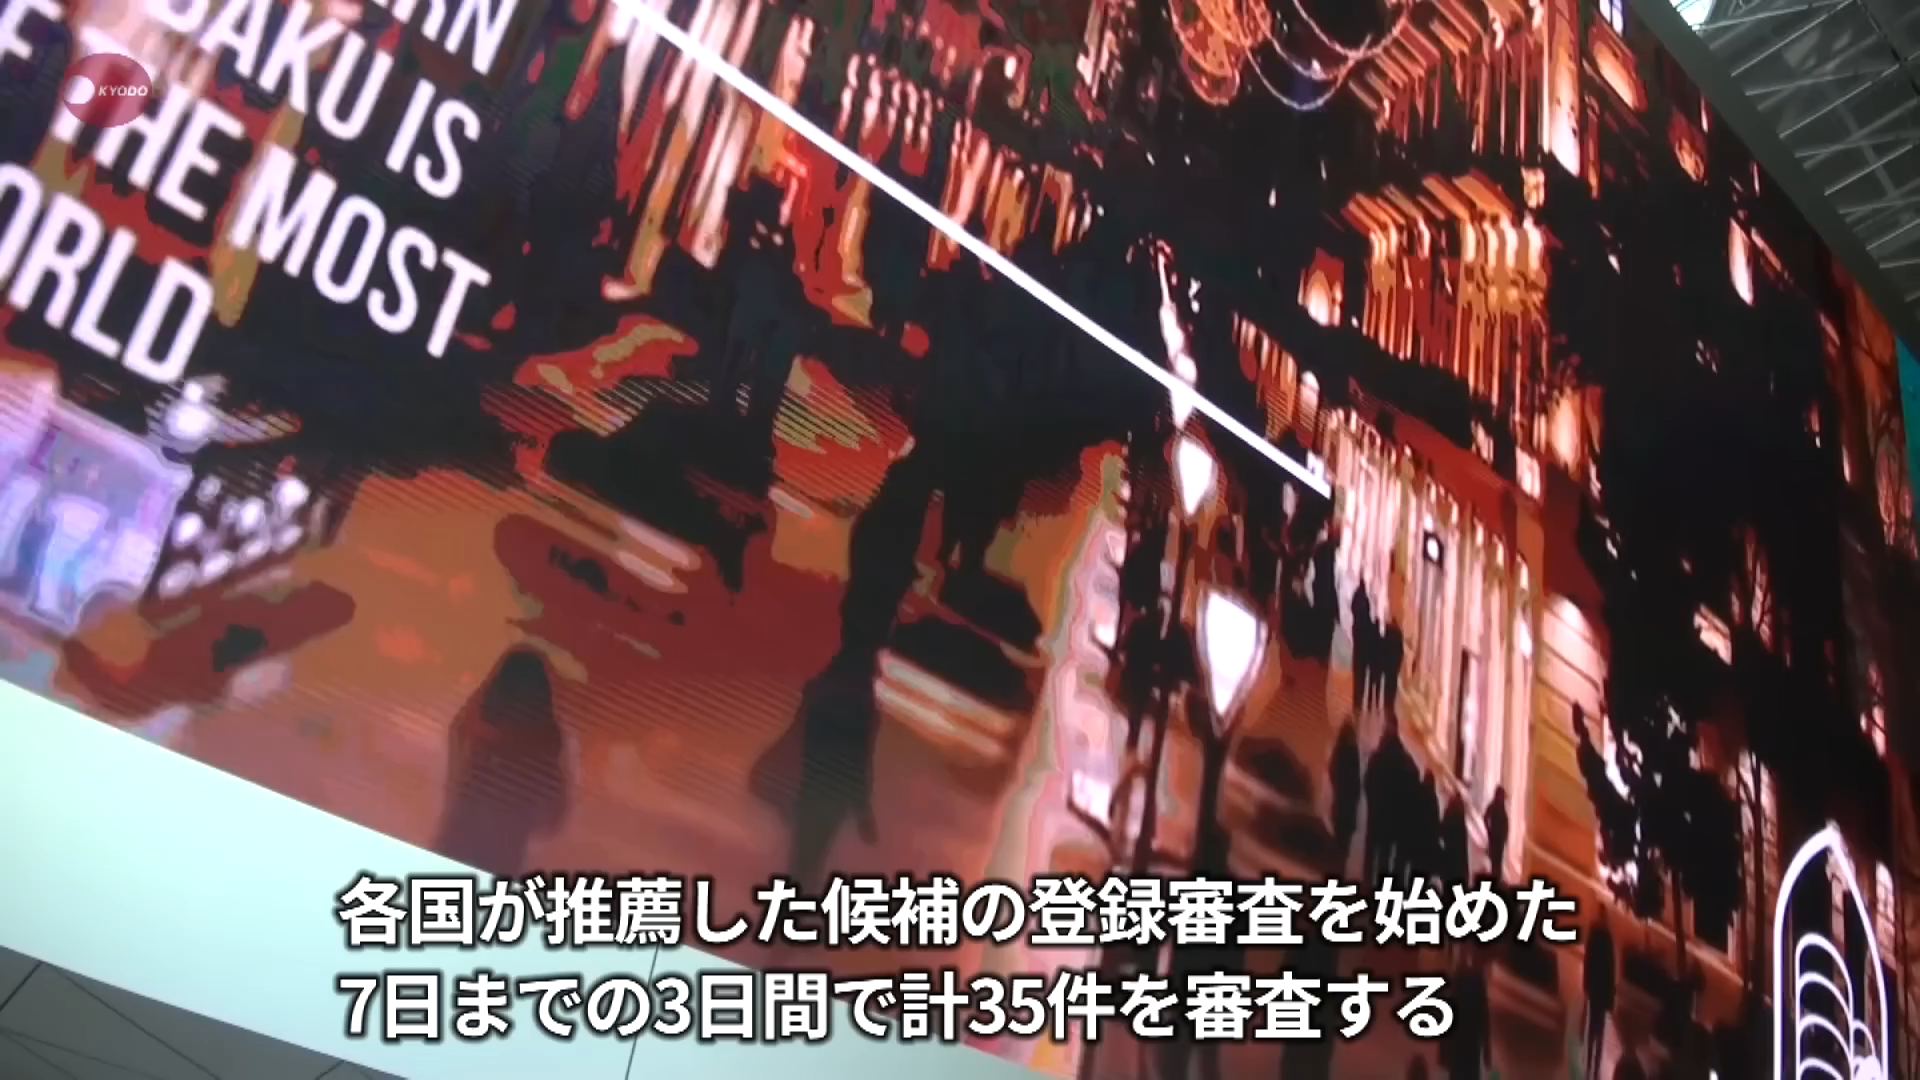 KYODO
BAKU IS
THE MOST
各国が推薦した候補の登録審査を始めた
7日までの3日間で計35件を審査する